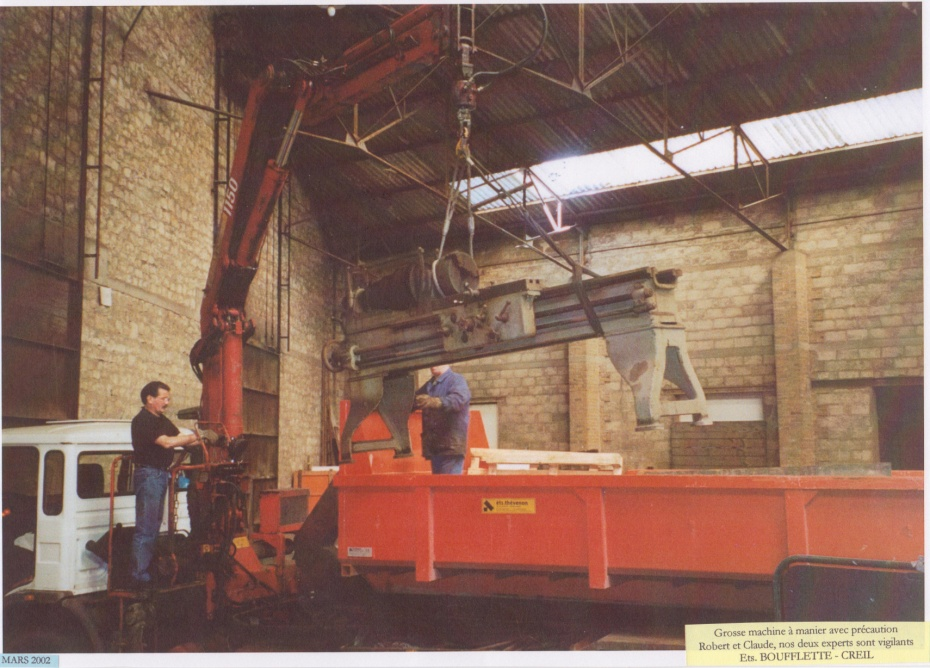 1150
MARS 2002
Grosse machine à manier avec précaution
Robert et Claude, nos deux experts sont vigilants
Ets. BOUFFLETTE - CREIL